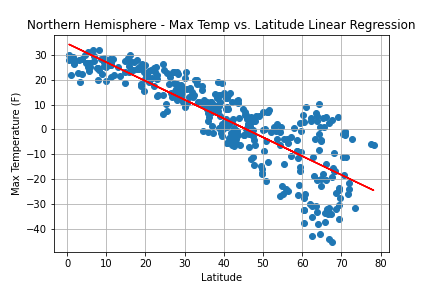 Northern Hemisphere - Max Temp vs. Latitude Linear Regression
30
20
10
0
−10
−20
−30
−40
Max Temperature (F)
0 10 20 30 40 50 60 70 80
Latitude